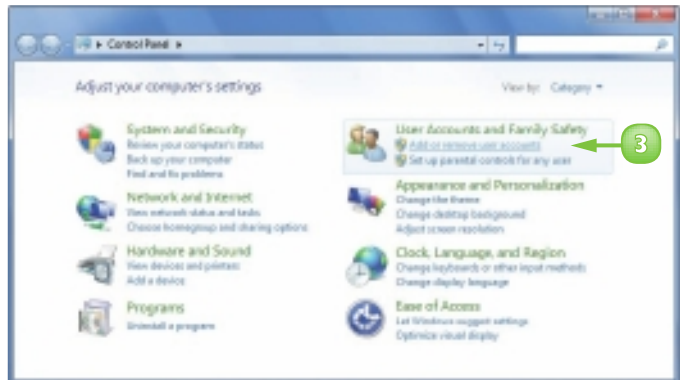 Control Panel
Adjust your computer's settings
View by: Category
System and Security
Review your computer's status
Back up your computer
Find and fix problems
Network and Internet
View network status and tasks
Choose homegroup and sharing options
Hardware and Sound
View devices and printers
Add a device
Programs
Uninstall a program
User Accounts and Family Safety
Add or remove user accounts
Set up parental controls for any user
3
Appearance and Personalization
Change the theme
Change desktop background
Adjust screen resolution
Clock, Language, and Region
Change keyboards or other input methods
Change display language
Ease of Access
Let Windows suggest settings
Optimize visual display